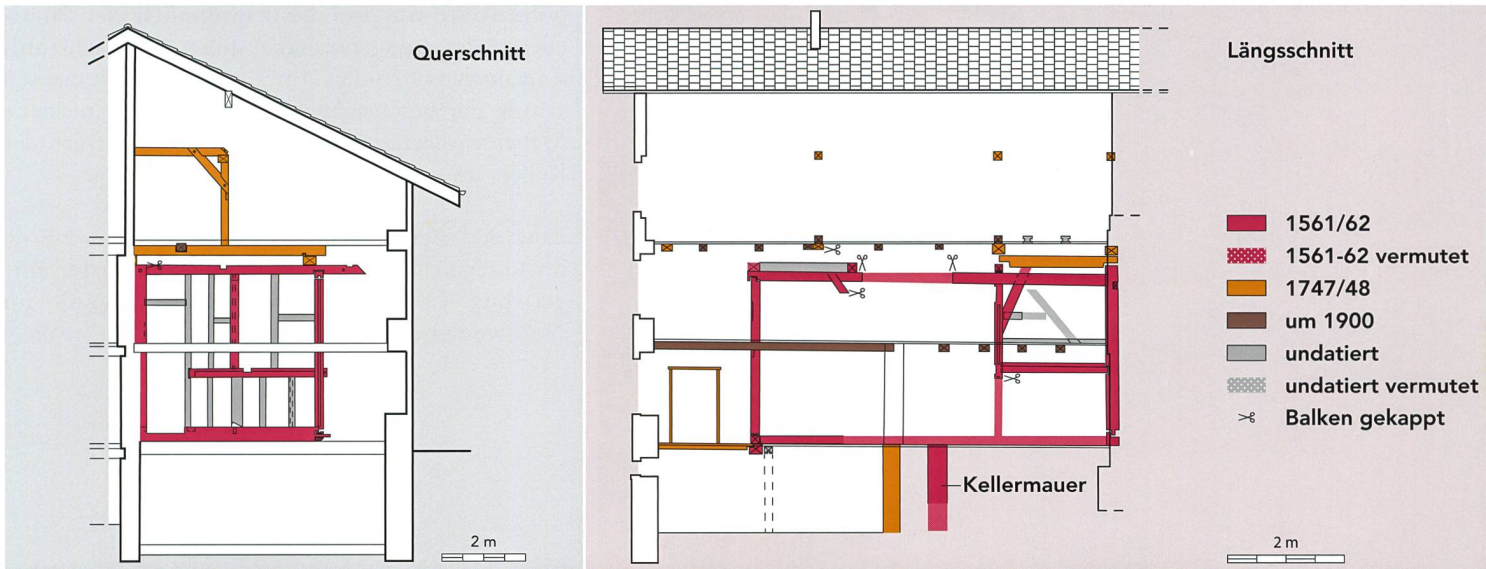 Querschnitt
2 m
Längsschnitt
1561/62
1561-62 vermutet
1747/48
um 1900
undatiert
undatiert vermutet
Balken gekappt
Kellermauer
2 m